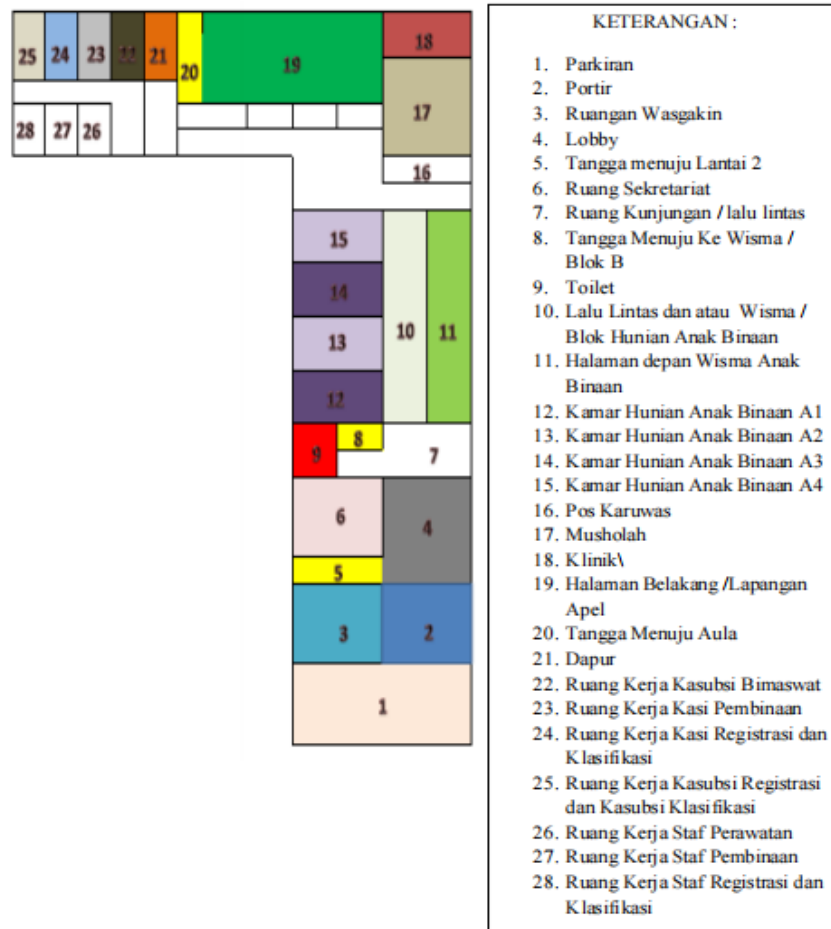 25 24 23 22 21 20 19 18
17
28 27 26
16
15
14
13
12
10
11
9
8
7
6
4
5
3
2
1
KETERANGAN :
1. Parkiran
2. Portir
3. Ruangan Wasgakin
4. Lobby
5. Tangga menuju Lantai 2
6. Ruang Sekretariat
7. Ruang Kunjungan / lalu lintas
8. Tangga Menuju Ke Wisma /
Blok B
9. Toilet
10. Lalu Lintas dan atau Wisma /
Blok Hunian Anak Binaan
11. Halaman depan Wisma Anak
Binaan
12. Kamar Hunian Anak Binaan A1
13. Kamar Hunian Anak Binaan A2
14. Kamar Hunian Anak Binaan A3
15. Kamar Hunian Anak Binaan A4
16. Pos Karuwas
17. Musholah
18. Klinik\
19. Halaman Belakang /Lapangan
Apel
20. Tangga Menuju Aula
21. Dapur
22. Ruang Kerja Kasubsi Bimaswat
23. Ruang Kerja Kasi Pembinaan
24. Ruang Kerja Kasi Registrasi dan
Klasifikasi
25. Ruang Kerja Kasubsi Registrasi
dan Kasubsi Klasifikasi
26. Ruang Kerja Staf Perawatan
27. Ruang Kerja Staf Pembinaan
28. Ruang Kerja Staf Registrasi dan
Klasifikasi